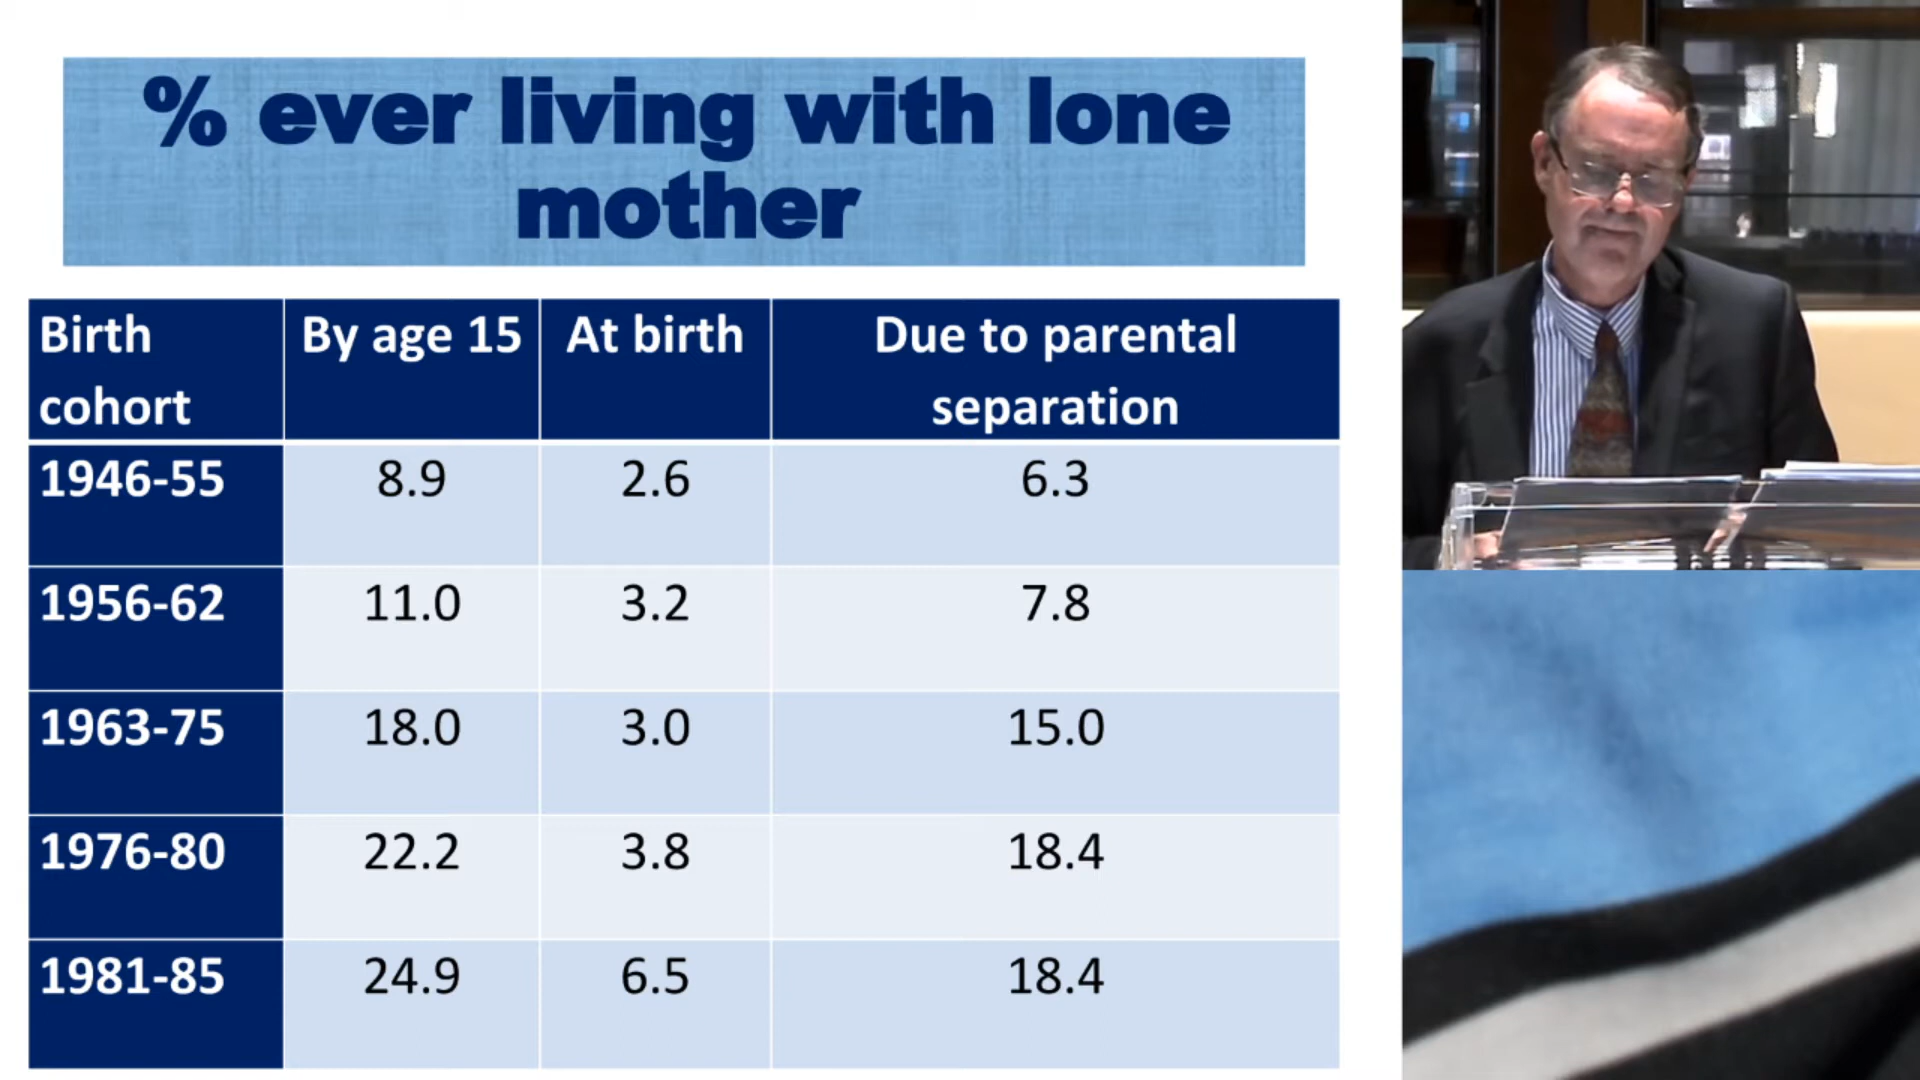 % ever living with lone
mother
Birth cohort By age 15 At birth Due to parental separation
1946-55 8.9 2.6 6.3
1956-62 11.0 3.2 7.8
1963-75 18.0 3.0 15.0
1976-80 22.2 3.8 18.4
1981-85 24.9 6.5 18.4